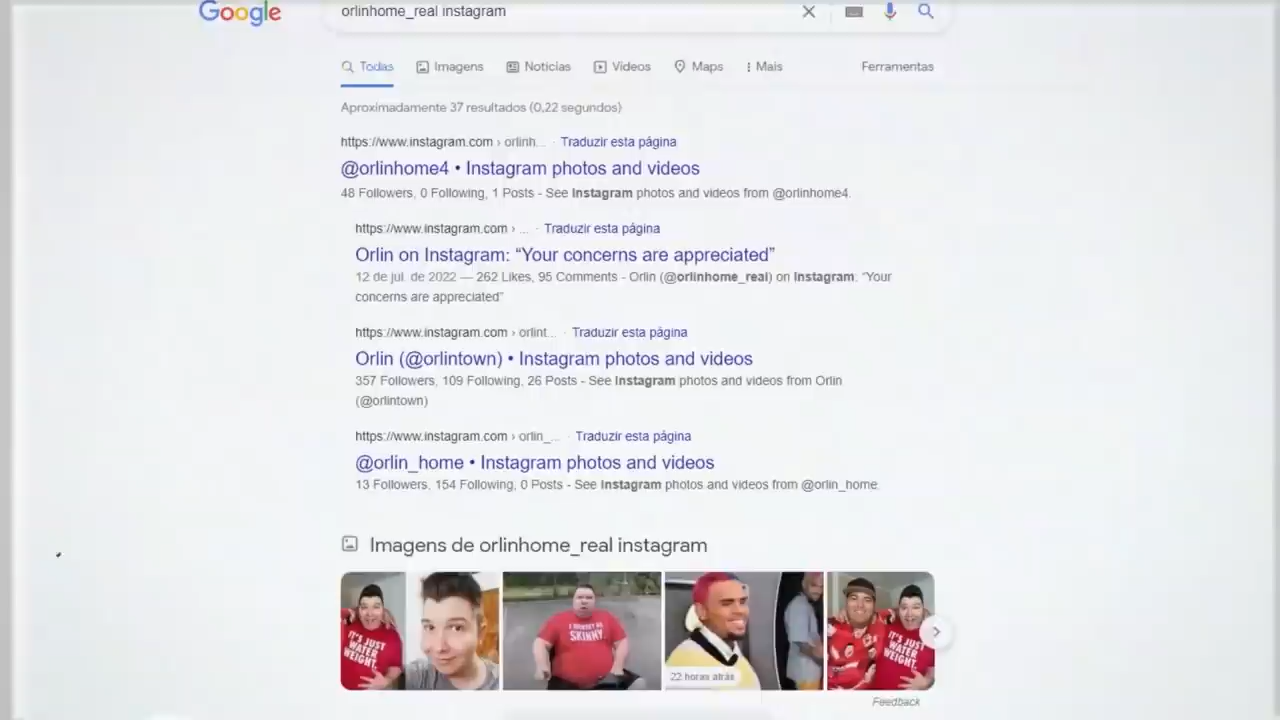 Google
orlinhome_real instagram
Todas Imagens Notícias Vídeos Maps Mais Ferramentas
Aproximadamente 37 resultados (0,22 segundos)
https://www.instagram.com › orlinh... · Traduzir esta página
@orlinhome4 • Instagram photos and videos
48 Followers, 0 Following, 1 Posts - See Instagram photos and videos from @orlinhome4.
https://www.instagram.com › ... · Traduzir esta página
Orlin on Instagram: “Your concerns are appreciated”
12 de jul. de 2022 — 262 Likes, 95 Comments - Orlin (@orlinhome_real) on Instagram: “Your
concerns are appreciated”
https://www.instagram.com › orlint... · Traduzir esta página
Orlin (@orlintown) • Instagram photos and videos
357 Followers, 109 Following, 26 Posts - See Instagram photos and videos from Orlin
(@orlintown)
https://www.instagram.com › orlin_... · Traduzir esta página
@orlin_home • Instagram photos and videos
13 Followers, 154 Following, 0 Posts - See Instagram photos and videos from @orlin_home.
Imagens de orlinhome_real instagram
IT'S JUST
WATER
WEIGHT.
I IDENTIFY AS
SKINNY
22 horas atrás
IT'S JUST
WATER
WEIGHT.
Feedback